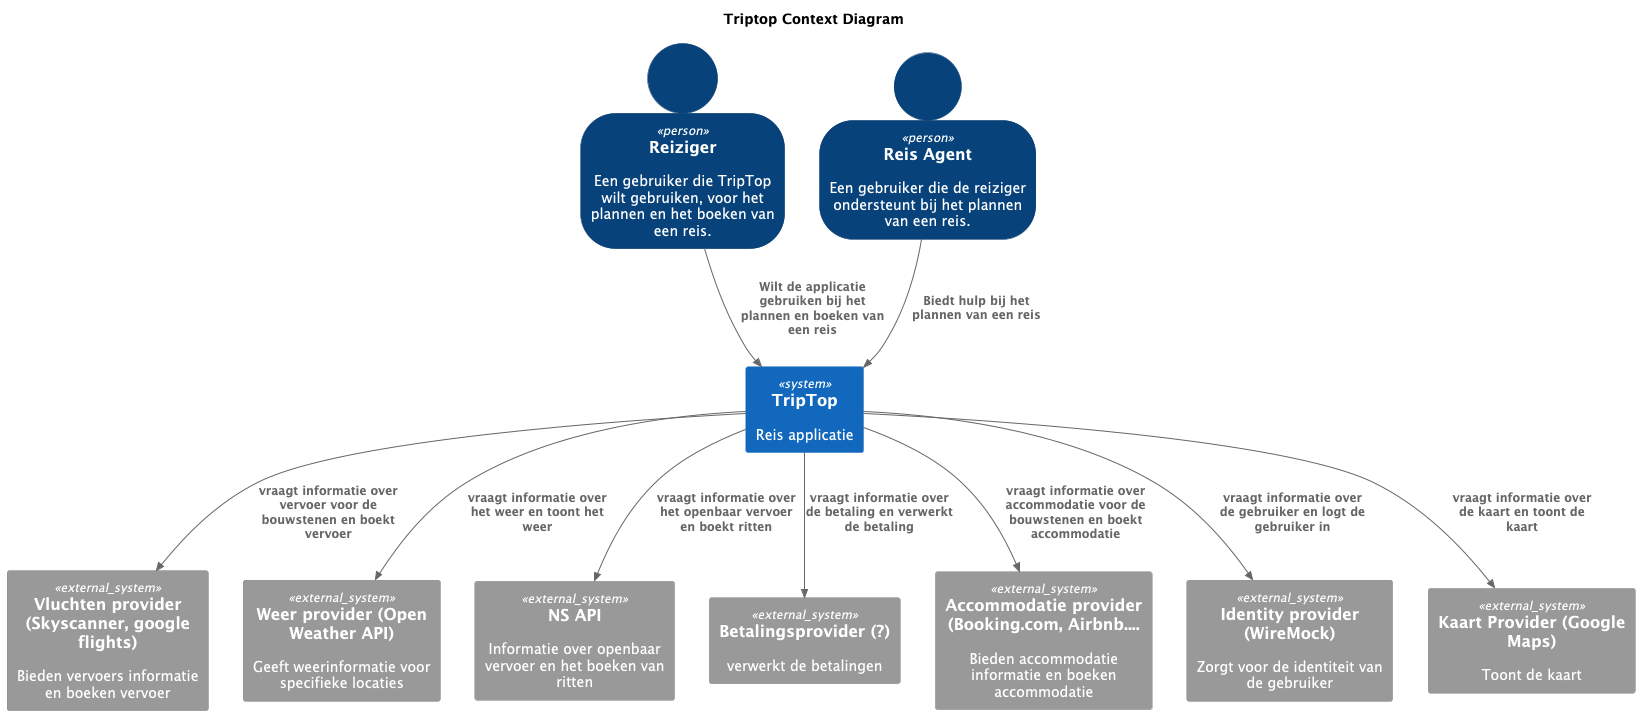 Triptop Context Diagram
«person»
Reiziger
Een gebruiker die TripTop
wilt gebruiken, voor het
plannen en het boeken van
een reis.
«person»
Reis Agent
Een gebruiker die de reiziger
ondersteunt bij het plannen
van een reis.
Wilt de applicatie
gebruiken bij het
plannen en boeken van
een reis
Biedt hulp bij het
plannen van een reis
«system»
TripTop
Reis applicatie
vraagt informatie over
vervoer voor de
bouwstenen en boekt
vervoer
vraagt informatie over
het weer en toont het
weer
vraagt informatie over
het openbaar vervoer
en boekt ritten
vraagt informatie over
de betaling en verwerkt
de betaling
vraagt informatie over
accommodatie voor de
bouwstenen en boekt
accommodatie
vraagt informatie over
de gebruiker en logt de
gebruiker in
vraagt informatie over
de kaart en toont de
kaart
«external_system»
Vluchten provider
(Skyscanner, google
flights)
Bieden vervoers informatie
en boeken vervoer
«external_system»
Weer provider (Open
Weather API)
Geeft weerinformatie voor
specifieke locaties
«external_system»
NS API
Informatie over openbaar
vervoer en het boeken van
ritten
«external_system»
Betalingsprovider (?)
verwerkt de betalingen
«external_system»
Accommodatie provider
(Booking.com, Airbnb....
Bieden accommodatie
informatie en boeken
accommodatie
«external_system»
Identity provider
(WireMock)
Zorgt voor de identiteit van
de gebruiker
«external_system»
Kaart Provider (Google
Maps)
Toont de kaart